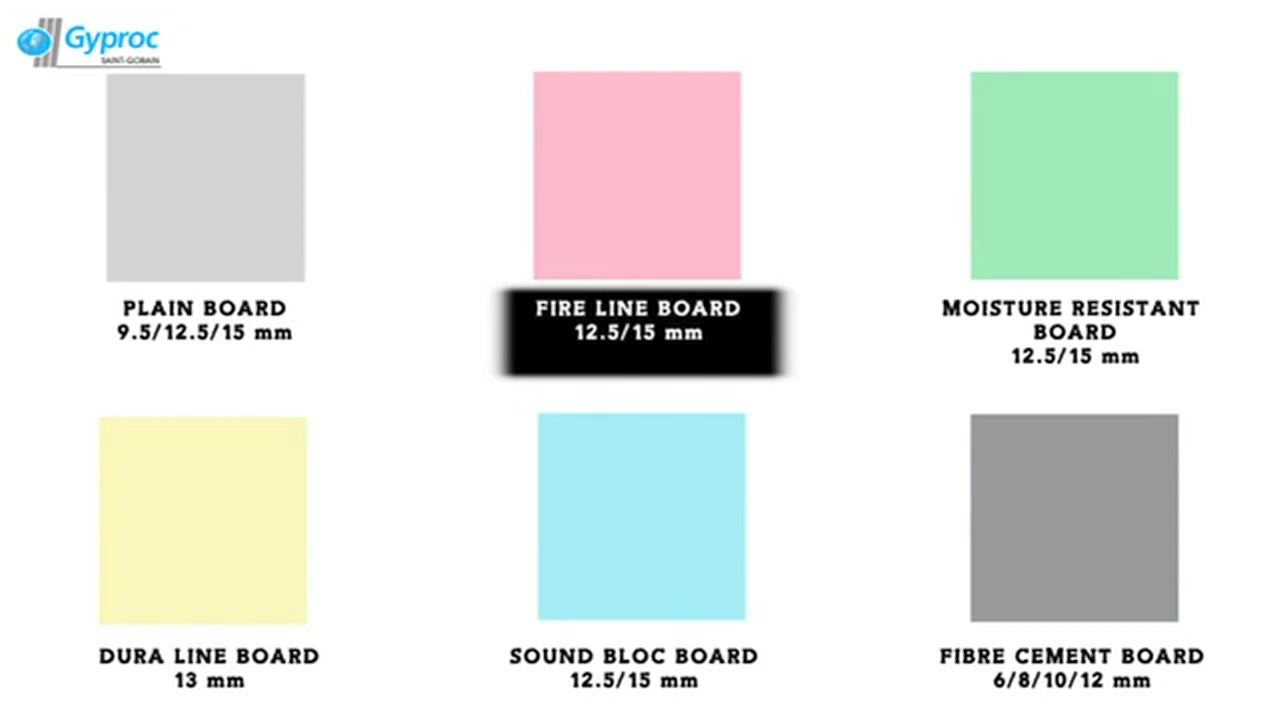 Gyproc
SAINT-GOBAIN
PLAIN BOARD
9.5/12.5/15 mm
FIRE LINE BOARD
12.5/15 mm
MOISTURE RESISTANT
BOARD
12.5/15 mm
DURA LINE BOARD
13 mm
SOUND BLOC BOARD
12.5/15 mm
FIBRE CEMENT BOARD
6/8/10/12 mm